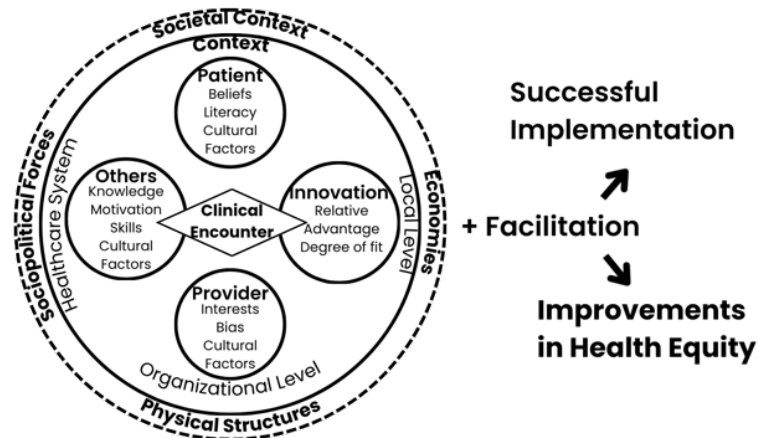 Societal Context
Context
Patient
Beliefs
Literacy
Cultural
Factors
Sociopolitical Forces
Healthcare System
Others
Knowledge
Motivation
Skills
Cultural
Factors
Clinical
Encounter
Innovation
Relative
Advantage
Degree of fit
Local Level
Economies
Provider
Interests
Bias
Cultural
Factors
Organizational Level
Physical Structures
Successful
Implementation
+ Facilitation
Improvements
in Health Equity